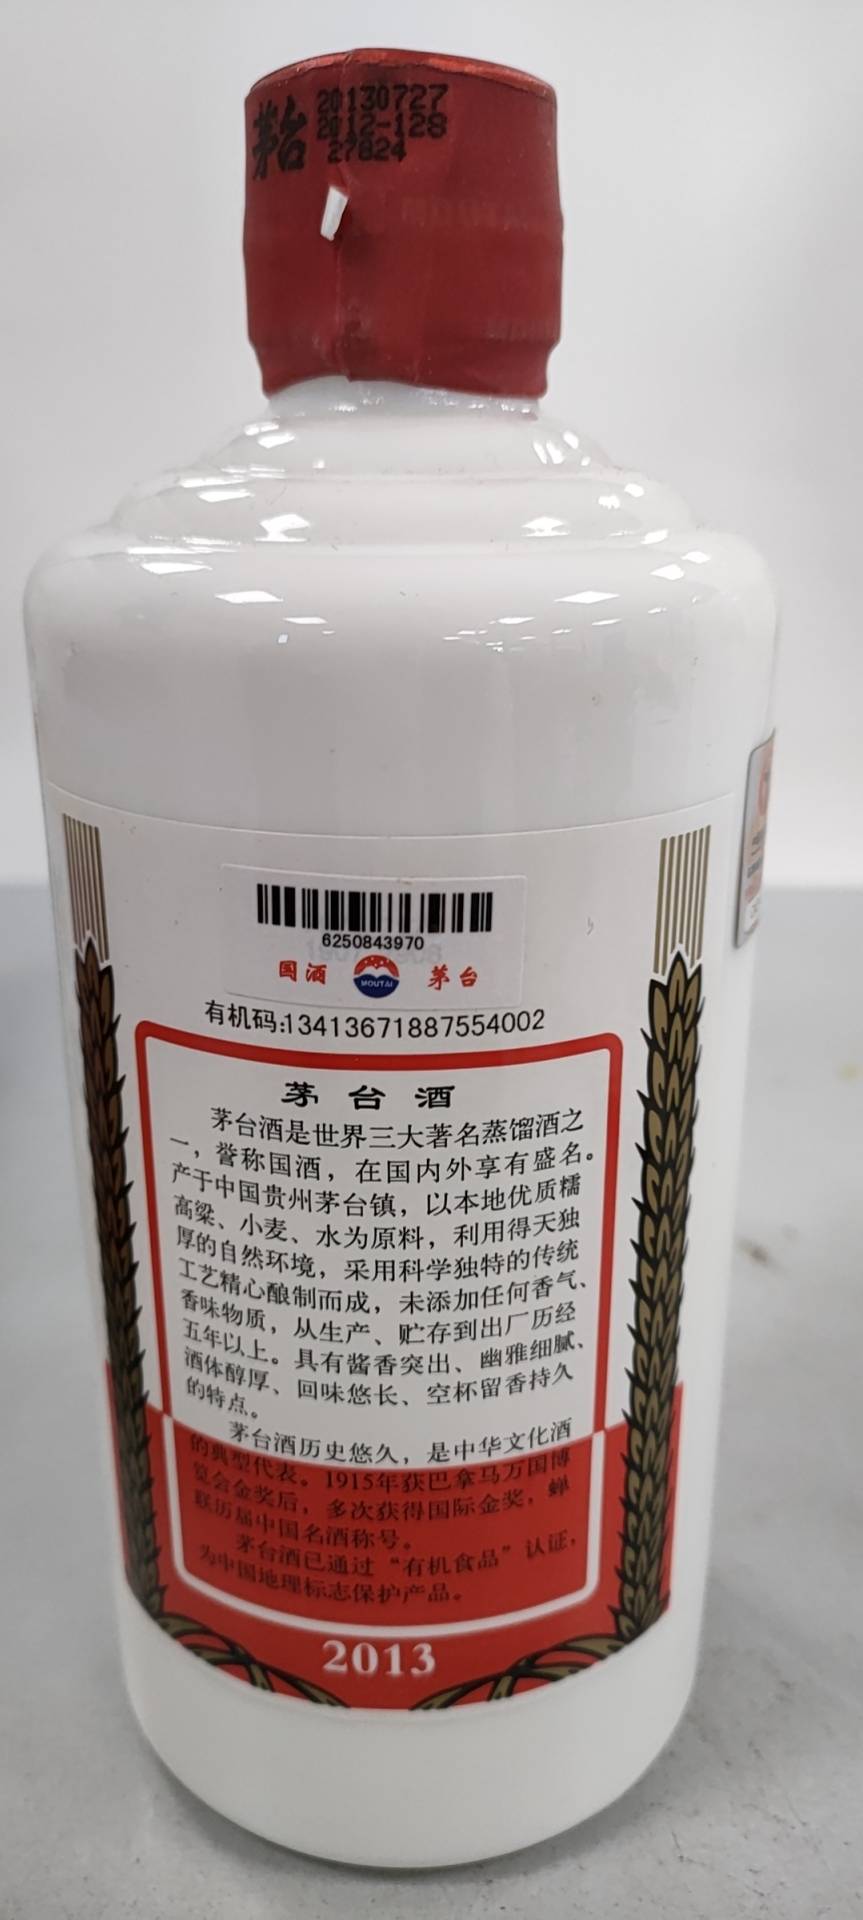 茅台
20130727
2012-128
27824
6250843970
国酒 MOUTAI 茅台
有机码:13413671887554002
茅台酒
茅台酒是世界三大著名蒸馏酒之
一，誉称国酒，在国内外享有盛名。
产于中国贵州茅台镇，以本地优质糯
高粱、小麦、水为原料，利用得天独
厚的自然环境，采用科学独特的传统
工艺精心酿制而成，未添加任何香气、
香味物质，从生产、贮存到出厂历经
五年以上。具有酱香突出、幽雅细腻、
酒体醇厚、回味悠长、空杯留香持久
的特点。
茅台酒历史悠久，是中华文化酒
的典型代表。1915年获巴拿马万国博
览会金奖后，多次获得国际金奖，蝉
联历届中国名酒称号。
茅台酒已通过“有机食品”认证，
为中国地理标志保护产品。
2013